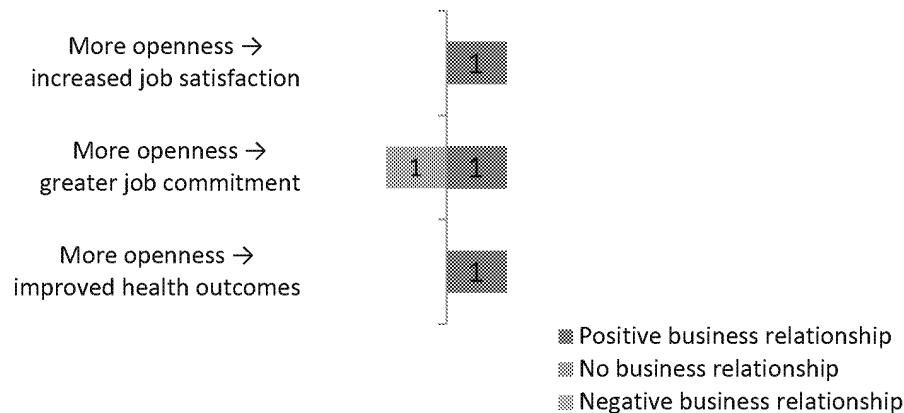 More openness →
increased job satisfaction
1
More openness →
greater job commitment
1 1
More openness →
improved health outcomes
1
Positive business relationship
No business relationship
Negative business relationship